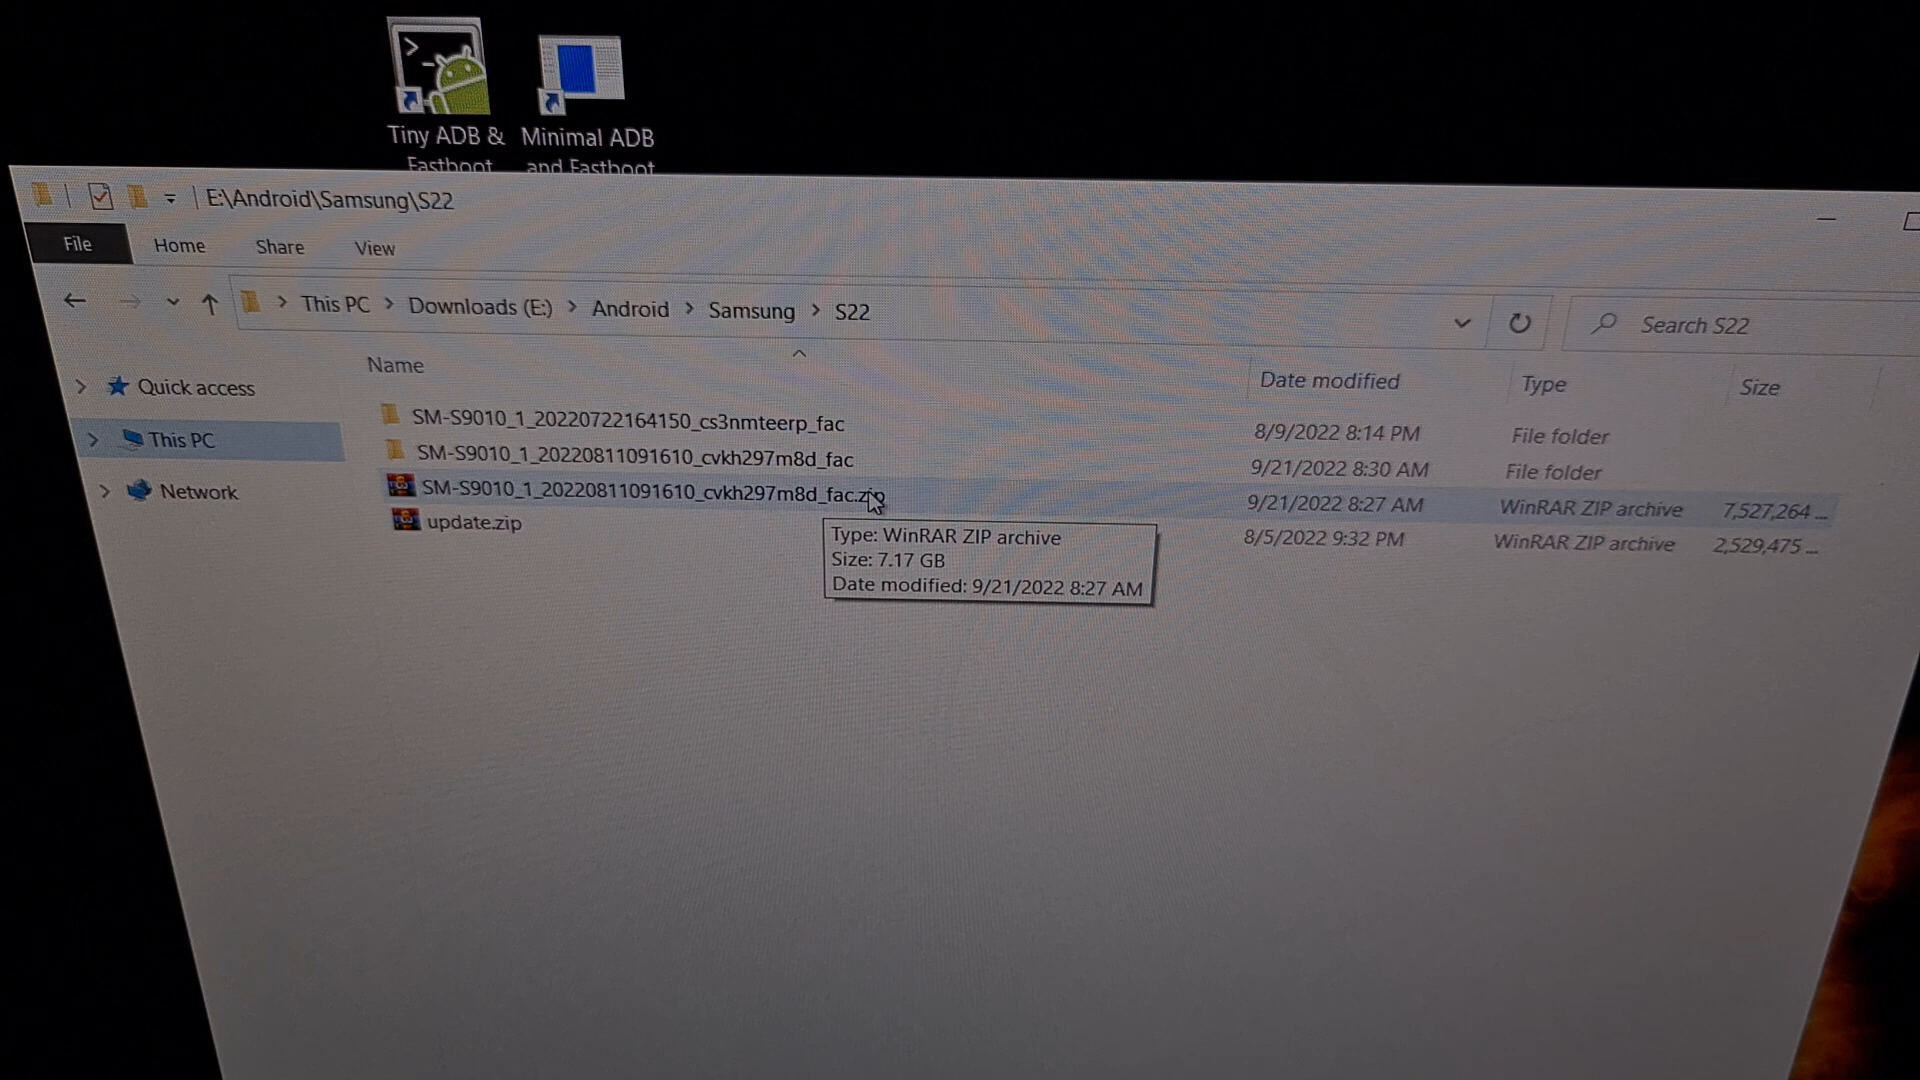 Tiny ADB &
Fastboot
Minimal ADB
and Fastboot
E:\Android\Samsung\S22
File Home Share View
This PC > Downloads (E:) > Android > Samsung > S22
Search S22
Name Date modified Type Size
Quick access
This PC
Network
SM-S9010_1_20220722164150_cs3nmteerp_fac 8/9/2022 8:14 PM File folder
SM-S9010_1_20220811091610_cvkh297m8d_fac 9/21/2022 8:30 AM File folder
SM-S9010_1_20220811091610_cvkh297m8d_fac.zip 9/21/2022 8:27 AM WinRAR ZIP archive 7,527,264 ...
update.zip 8/5/2022 9:32 PM WinRAR ZIP archive 2,529,475 ...
Type: WinRAR ZIP archive
Size: 7.17 GB
Date modified: 9/21/2022 8:27 AM